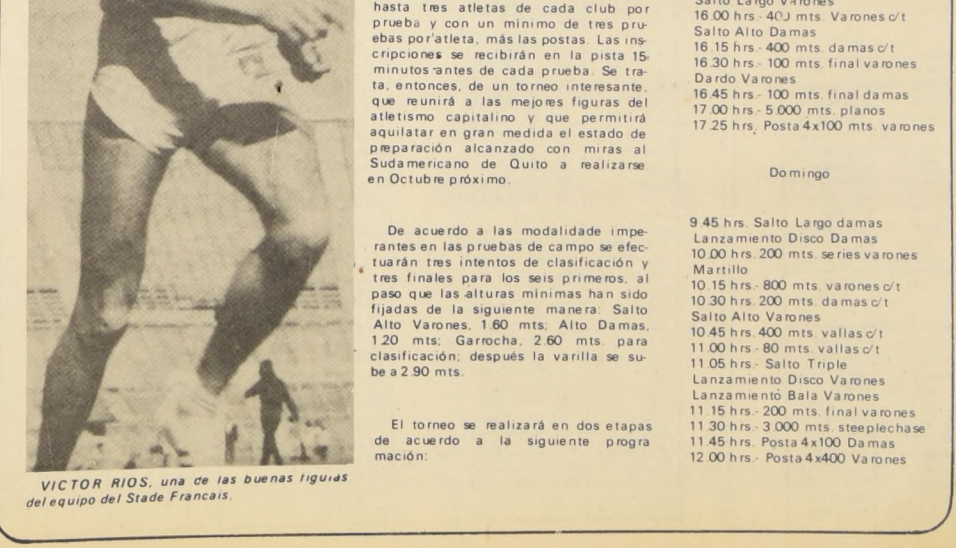 VICTOR RIOS, una de las buenas figuras
del equipo del Stade Francais.
hasta tres atletas de cada club por
prueba y con un mínimo de tres pru-
ebas por atleta, más las postas. Las ins-
cripciones se recibirán en la pista 15
minutos antes de cada prueba. Se tra-
ta, entonces, de un torneo interesante,
que reunirá a las mejores figuras del
atletismo capitalino y que permitirá
aquilatar en gran medida el estado de
preparación alcanzado con miras al
Sudamericano de Quito a realizarse
en Octubre próximo.
De acuerdo a las modalidade impe-
rantes en las pruebas de campo se efec-
tuarán tres intentos de clasificación y
tres finales para los seis primeros, al
paso que las alturas mínimas han sido
fijadas de la siguiente manera: Salto
Alto Varones, 1.60 mts; Alto Damas,
1.20 mts; Garrocha, 2.60 mts. para
clasificación; después la varilla se su-
be a 2.90 mts.
El torneo se realizará en dos etapas
de acuerdo a la siguiente progra
mación:
Salto Largo Varones
16.00 hrs.- 400 mts. Varones c/t
Salto Alto Damas
16.15 hrs.- 400 mts. damas c/t
16.30 hrs.- 100 mts. final varones
Dardo Varones
16.45 hrs.- 100 mts. final damas
17.00 hrs.- 5.000 mts. planos
17.25 hrs. Posta 4x100 mts. varones
Domingo
9.45 hrs. Salto Largo damas
Lanzamiento Disco Damas
10.00 hrs. 200 mts. series varones
Martillo
10.15 hrs.- 800 mts. varones c/t
10.30 hrs. 200 mts. damas c/t
Salto Alto Varones
10.45 hrs. 400 mts. vallas c/t
11.00 hrs.- 80 mts. vallas c/t
11.05 hrs.- Salto Triple
Lanzamiento Disco Varones
Lanzamiento Bala Varones
11.15 hrs.- 200 mts. final varones
11.30 hrs.- 3.000 mts. steeplechase
11.45 hrs. Posta 4x100 Damas
12.00 hrs.- Posta 4x400 Varones